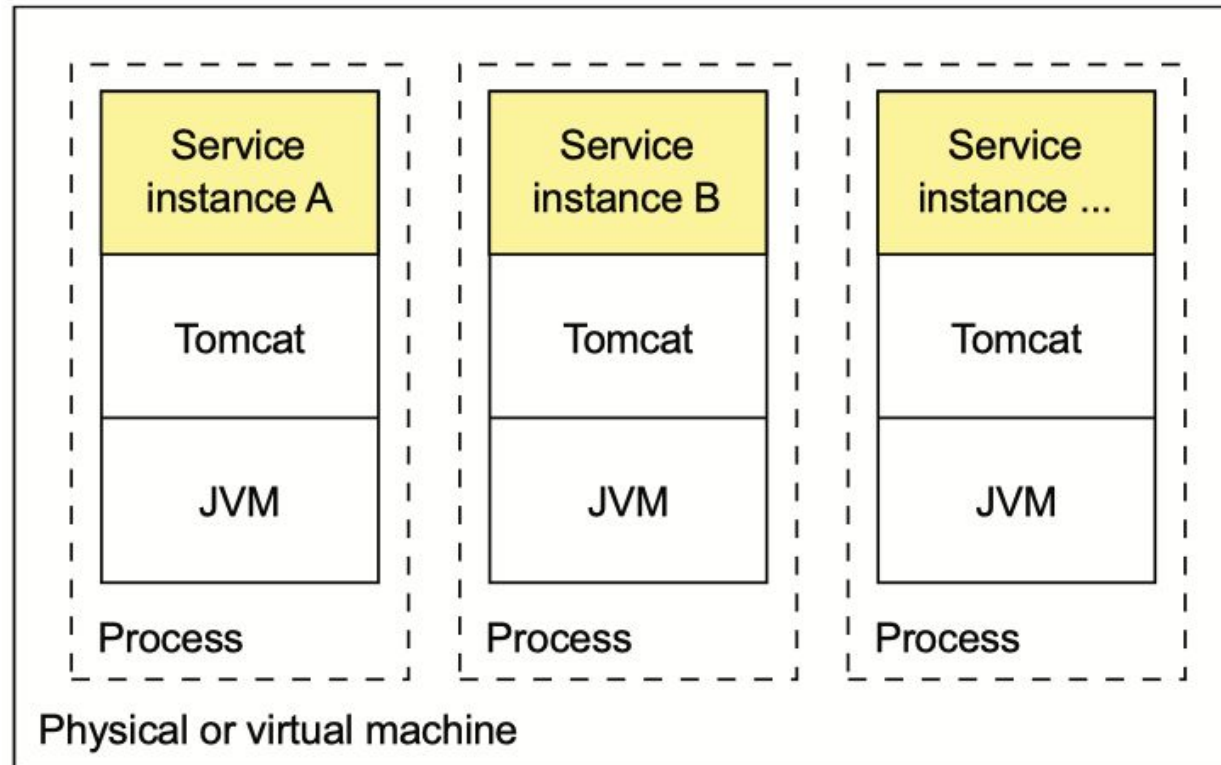 Service
instance A
Tomcat
JVM
Process
Service
instance B
Tomcat
JVM
Process
Service
instance ...
Tomcat
JVM
Process
Physical or virtual machine